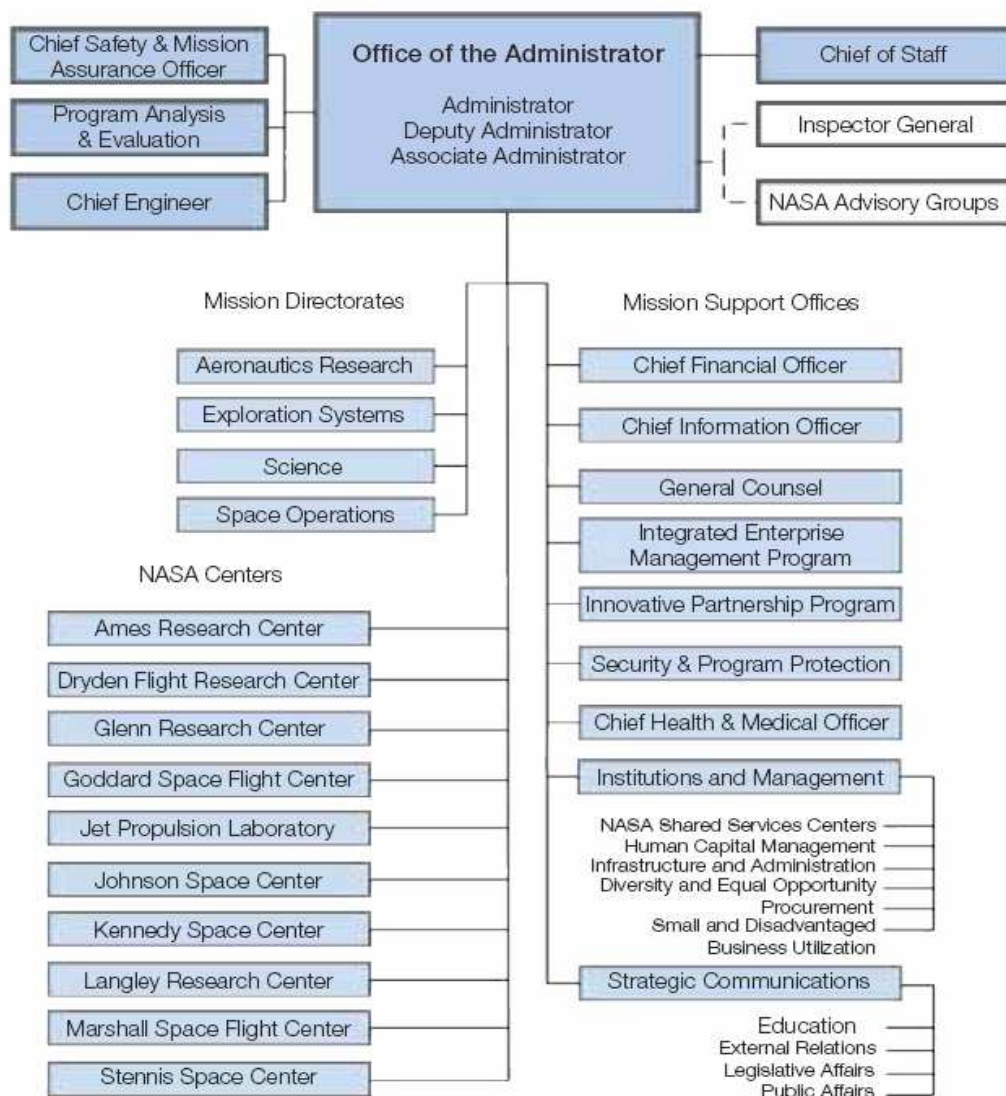 Chief Safety & Mission
Assurance Officer
Program Analysis
& Evaluation
Chief Engineer
Office of the Administrator
Administrator
Deputy Administrator
Associate Administrator
Chief of Staff
Inspector General
NASA Advisory Groups
Mission Directorates
Aeronautics Research
Exploration Systems
Science
Space Operations
NASA Centers
Ames Research Center
Dryden Flight Research Center
Glenn Research Center
Goddard Space Flight Center
Jet Propulsion Laboratory
Johnson Space Center
Kennedy Space Center
Langley Research Center
Marshall Space Flight Center
Stennis Space Center
Mission Support Offices
Chief Financial Officer
Chief Information Officer
General Counsel
Integrated Enterprise
Management Program
Innovative Partnership Program
Security & Program Protection
Chief Health & Medical Officer
Institutions and Management
NASA Shared Services Centers
Human Capital Management
Infrastructure and Administration
Diversity and Equal Opportunity
Procurement
Small and Disadvantaged
Business Utilization
Strategic Communications
Education
External Relations
Legislative Affairs
Public Affairs